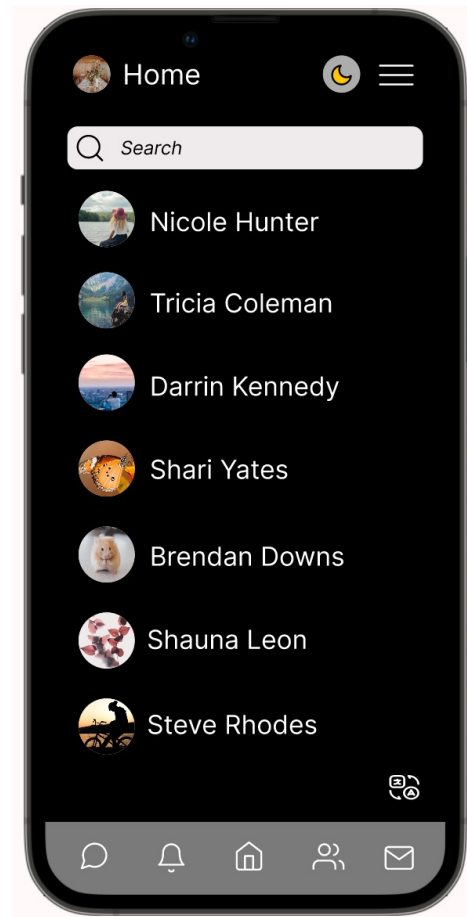 Home
Search
Nicole Hunter
Tricia Coleman
Darrin Kennedy
Shari Yates
Brendan Downs
Shauna Leon
Steve Rhodes